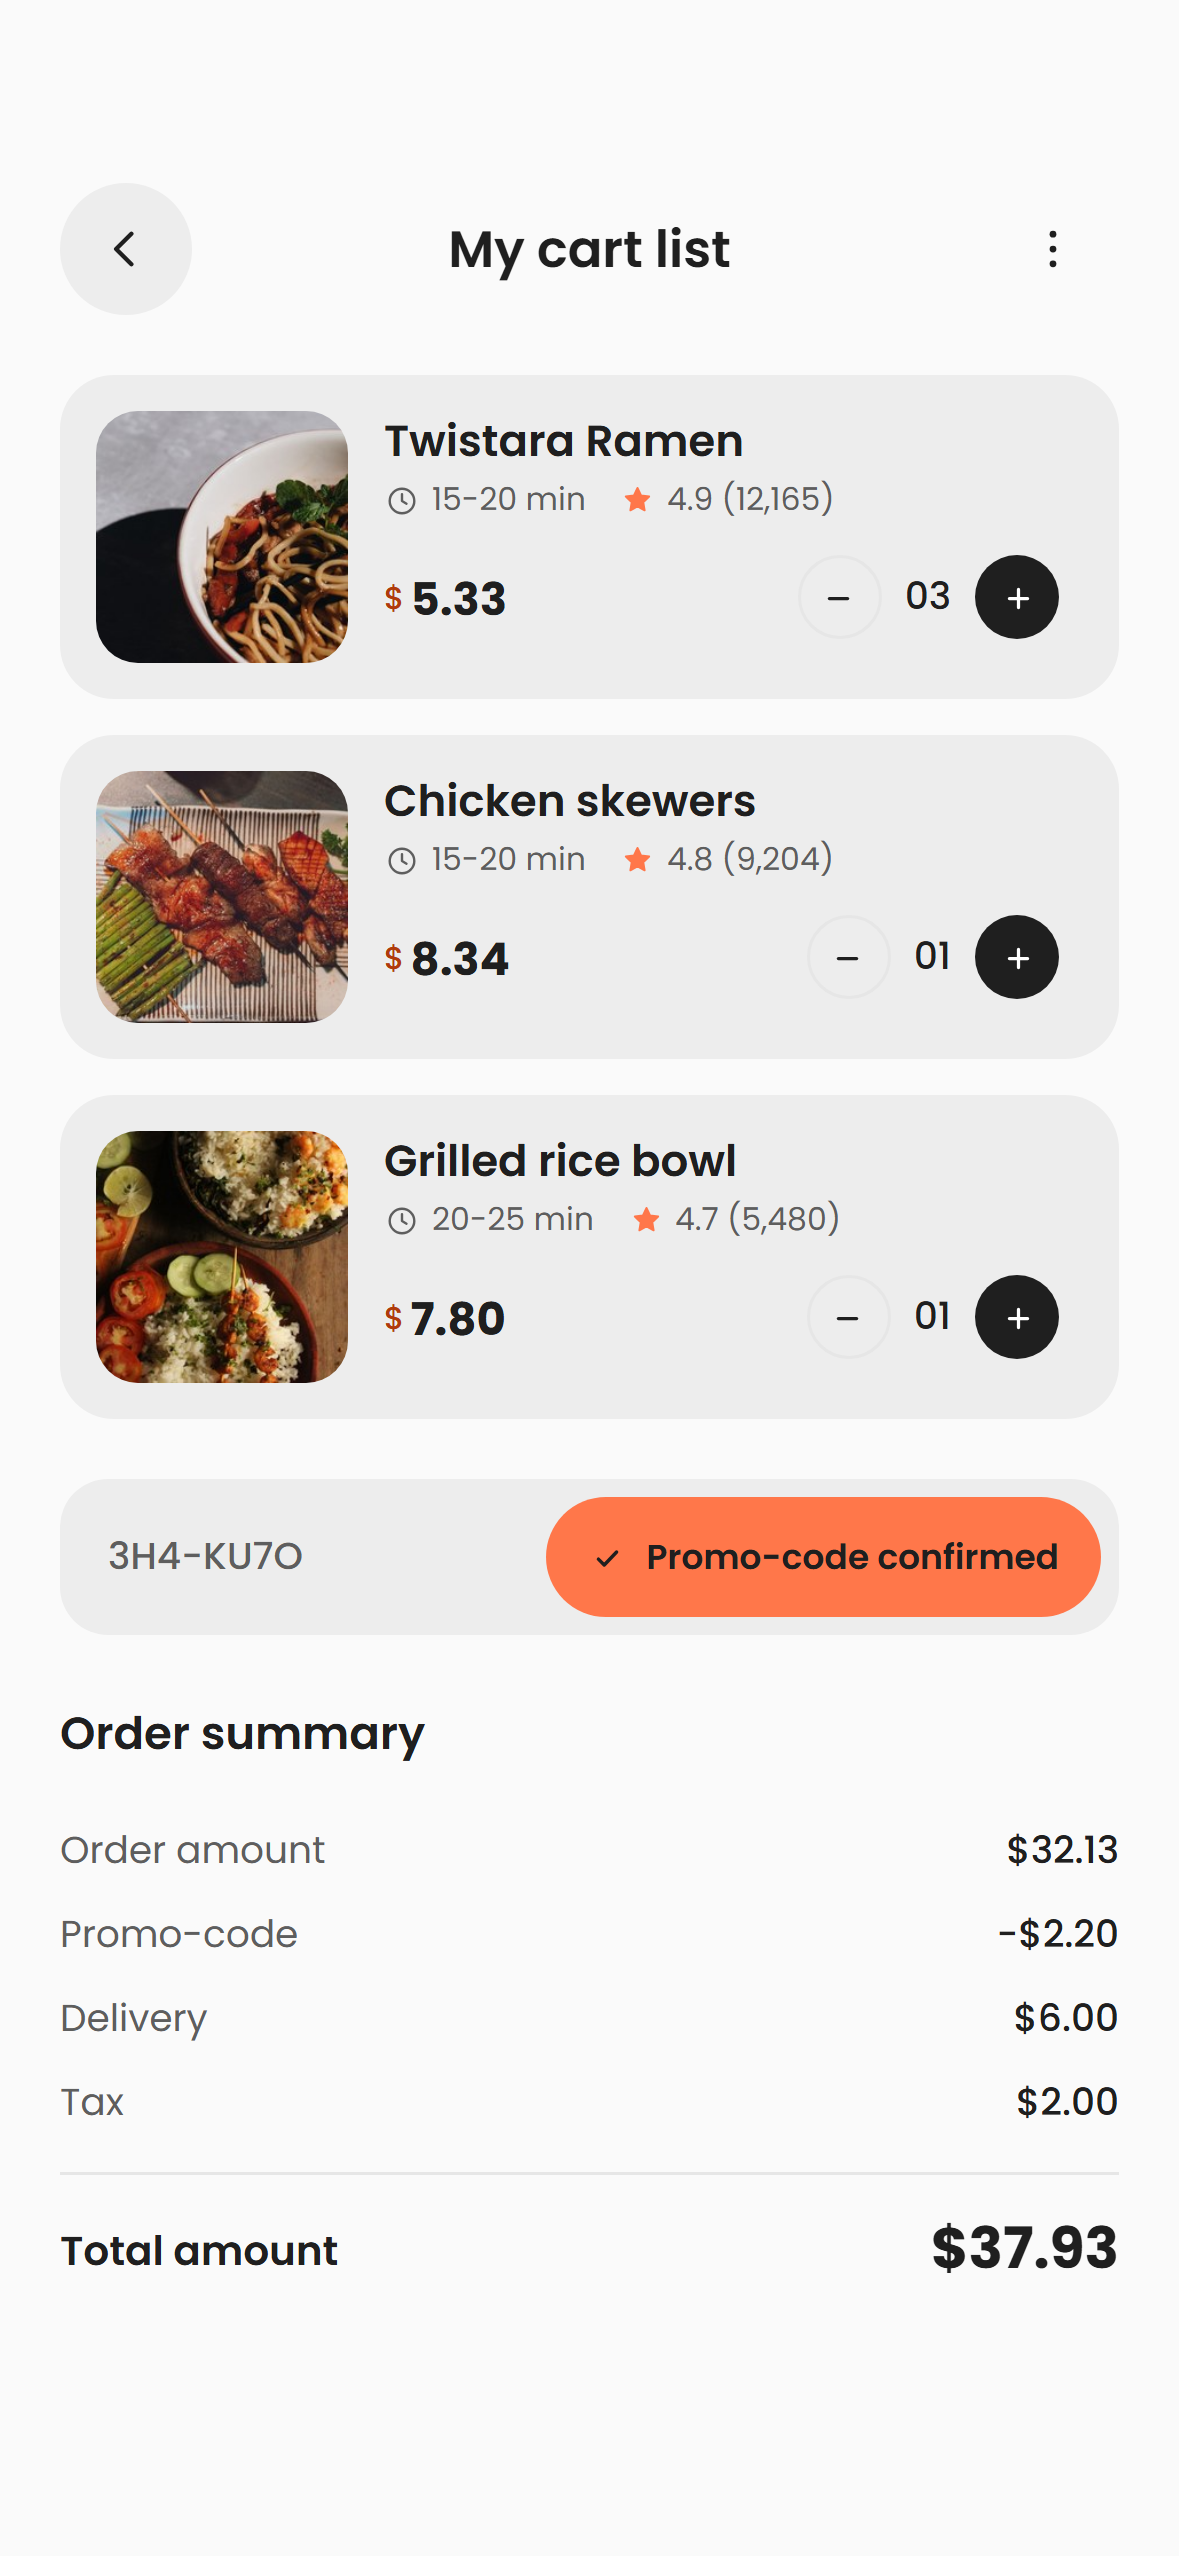 My cart list
Twistara Ramen
15-20 min 4.9 (12,165)
$ 5.33 − 03 +
Chicken skewers
15-20 min 4.8 (9,204)
$ 8.34 − 01 +
Grilled rice bowl
20-25 min 4.7 (5,480)
$ 7.80 − 01 +
3H4-KU7O Promo-code confirmed
Order summary
Order amount $32.13
Promo-code -$2.20
Delivery $6.00
Tax $2.00
Total amount $37.93